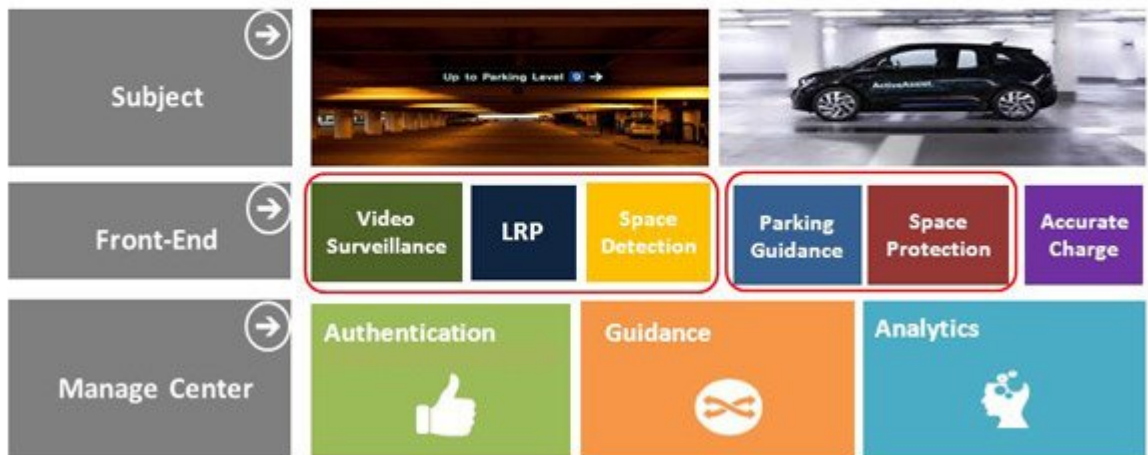 Subject
Up to Parking Level 9 →
ActiveAssist.
Front-End
Video
Surveillance
LRP
Space
Detection
Parking
Guidance
Space
Protection
Accurate
Charge
Manage Center
Authentication
Guidance
Analytics